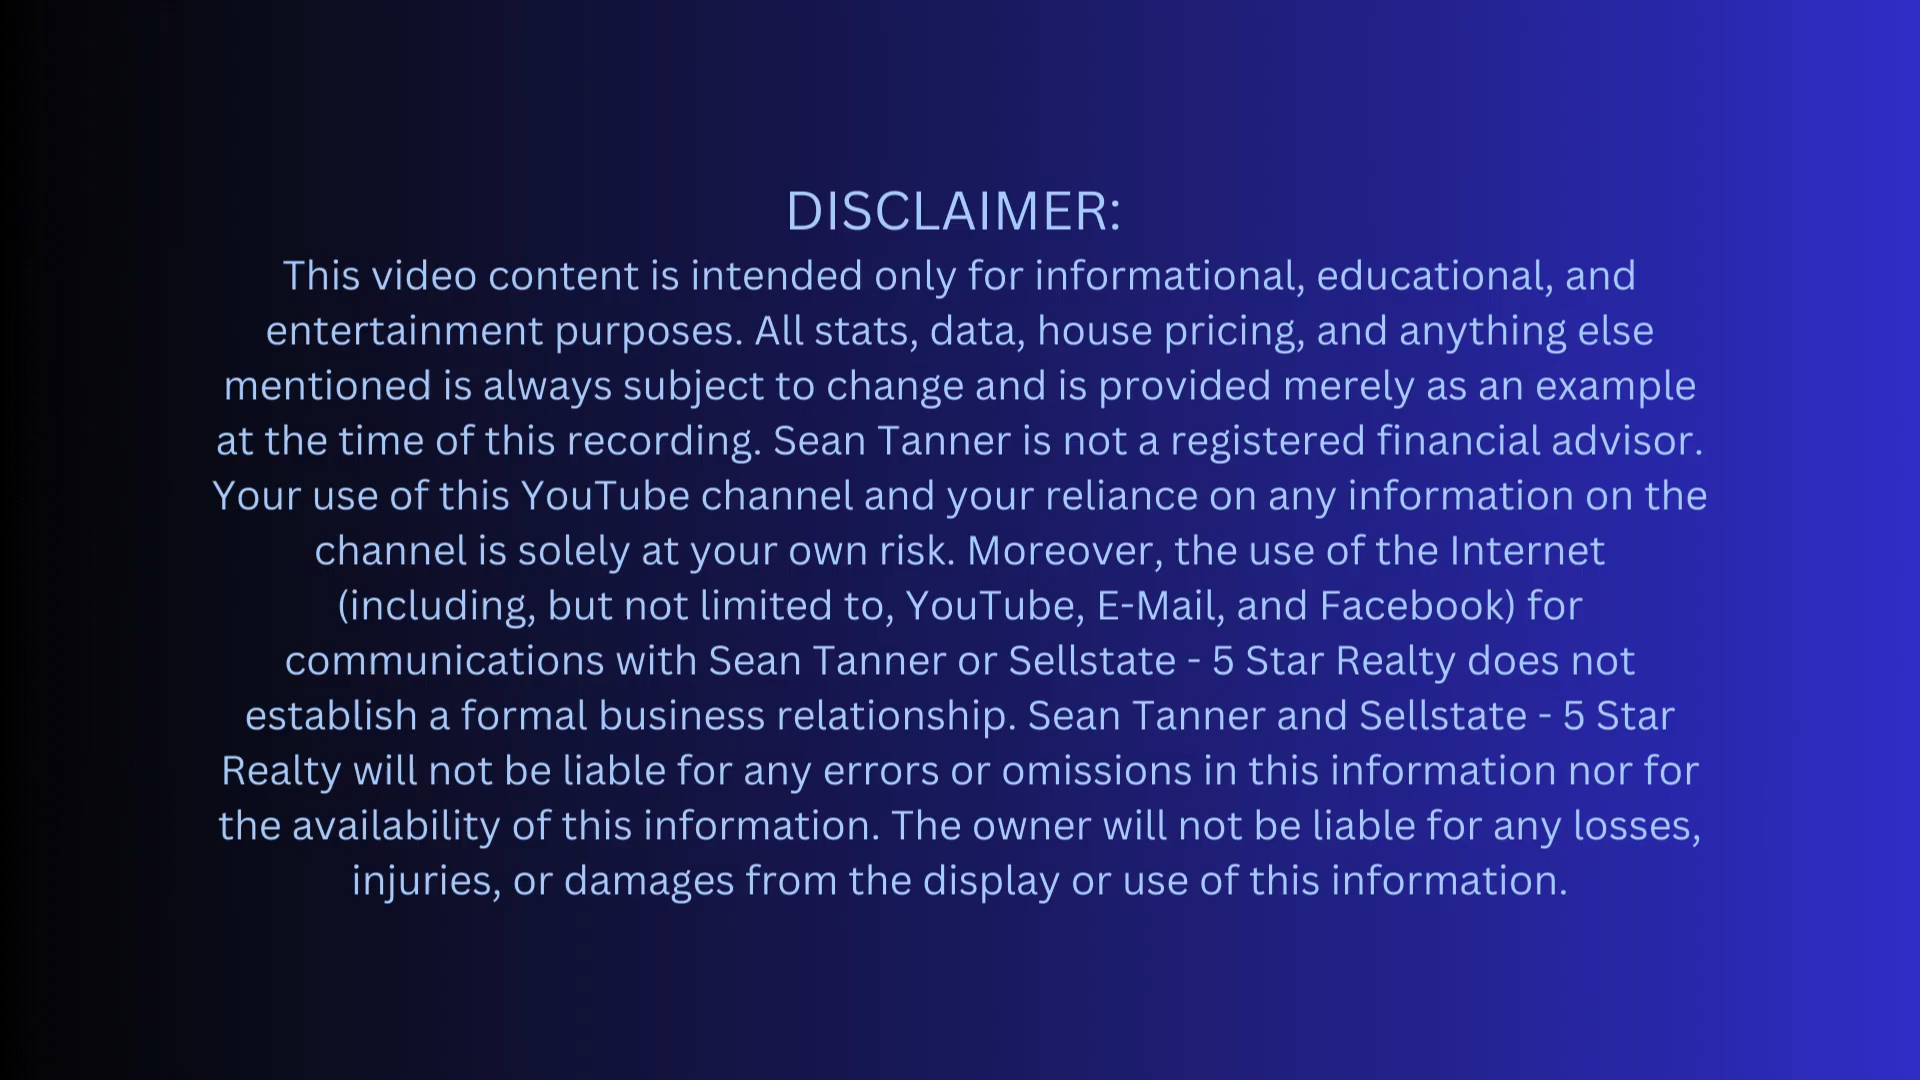 DISCLAIMER:
This video content is intended only for informational, educational, and
entertainment purposes. All stats, data, house pricing, and anything else
mentioned is always subject to change and is provided merely as an example
at the time of this recording. Sean Tanner is not a registered financial advisor.
Your use of this YouTube channel and your reliance on any information on the
channel is solely at your own risk. Moreover, the use of the Internet
(including, but not limited to, YouTube, E-Mail, and Facebook) for
communications with Sean Tanner or Sellstate - 5 Star Realty does not
establish a formal business relationship. Sean Tanner and Sellstate - 5 Star
Realty will not be liable for any errors or omissions in this information nor for
the availability of this information. The owner will not be liable for any losses,
injuries, or damages from the display or use of this information.